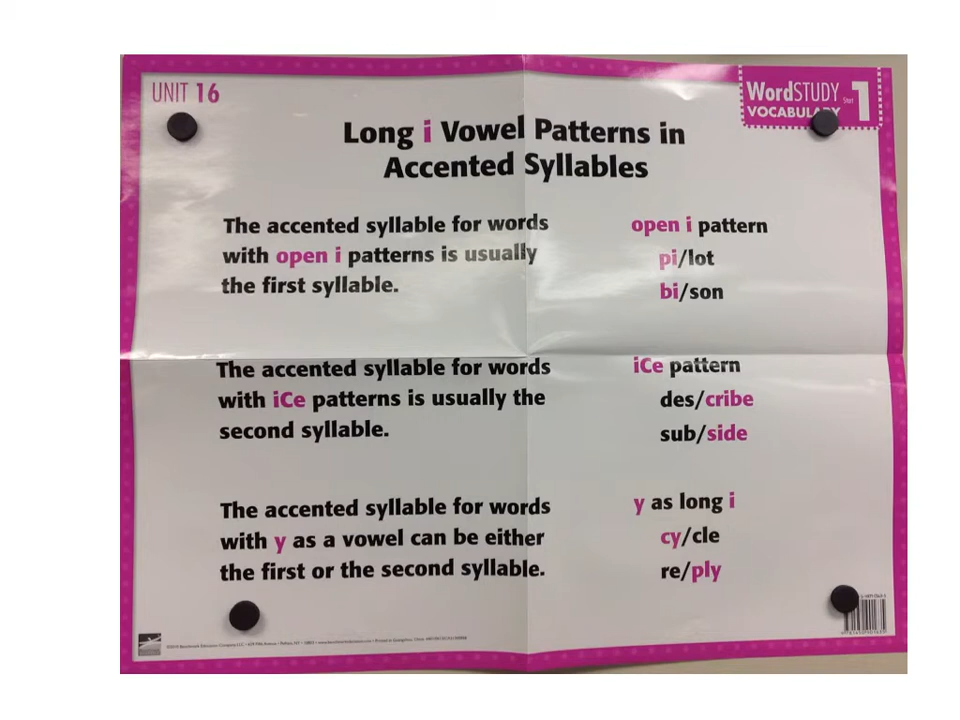 UNIT 16
WordSTUDY
VOCABULARY
Start 1
Long i Vowel Patterns in
Accented Syllables
The accented syllable for words
with open i patterns is usually
the first syllable.
open i pattern
pi/lot
bi/son
The accented syllable for words
with iCe patterns is usually the
second syllable.
iCe pattern
des/cribe
sub/side
The accented syllable for words
with y as a vowel can be either
the first or the second syllable.
y as long i
cy/cle
re/ply